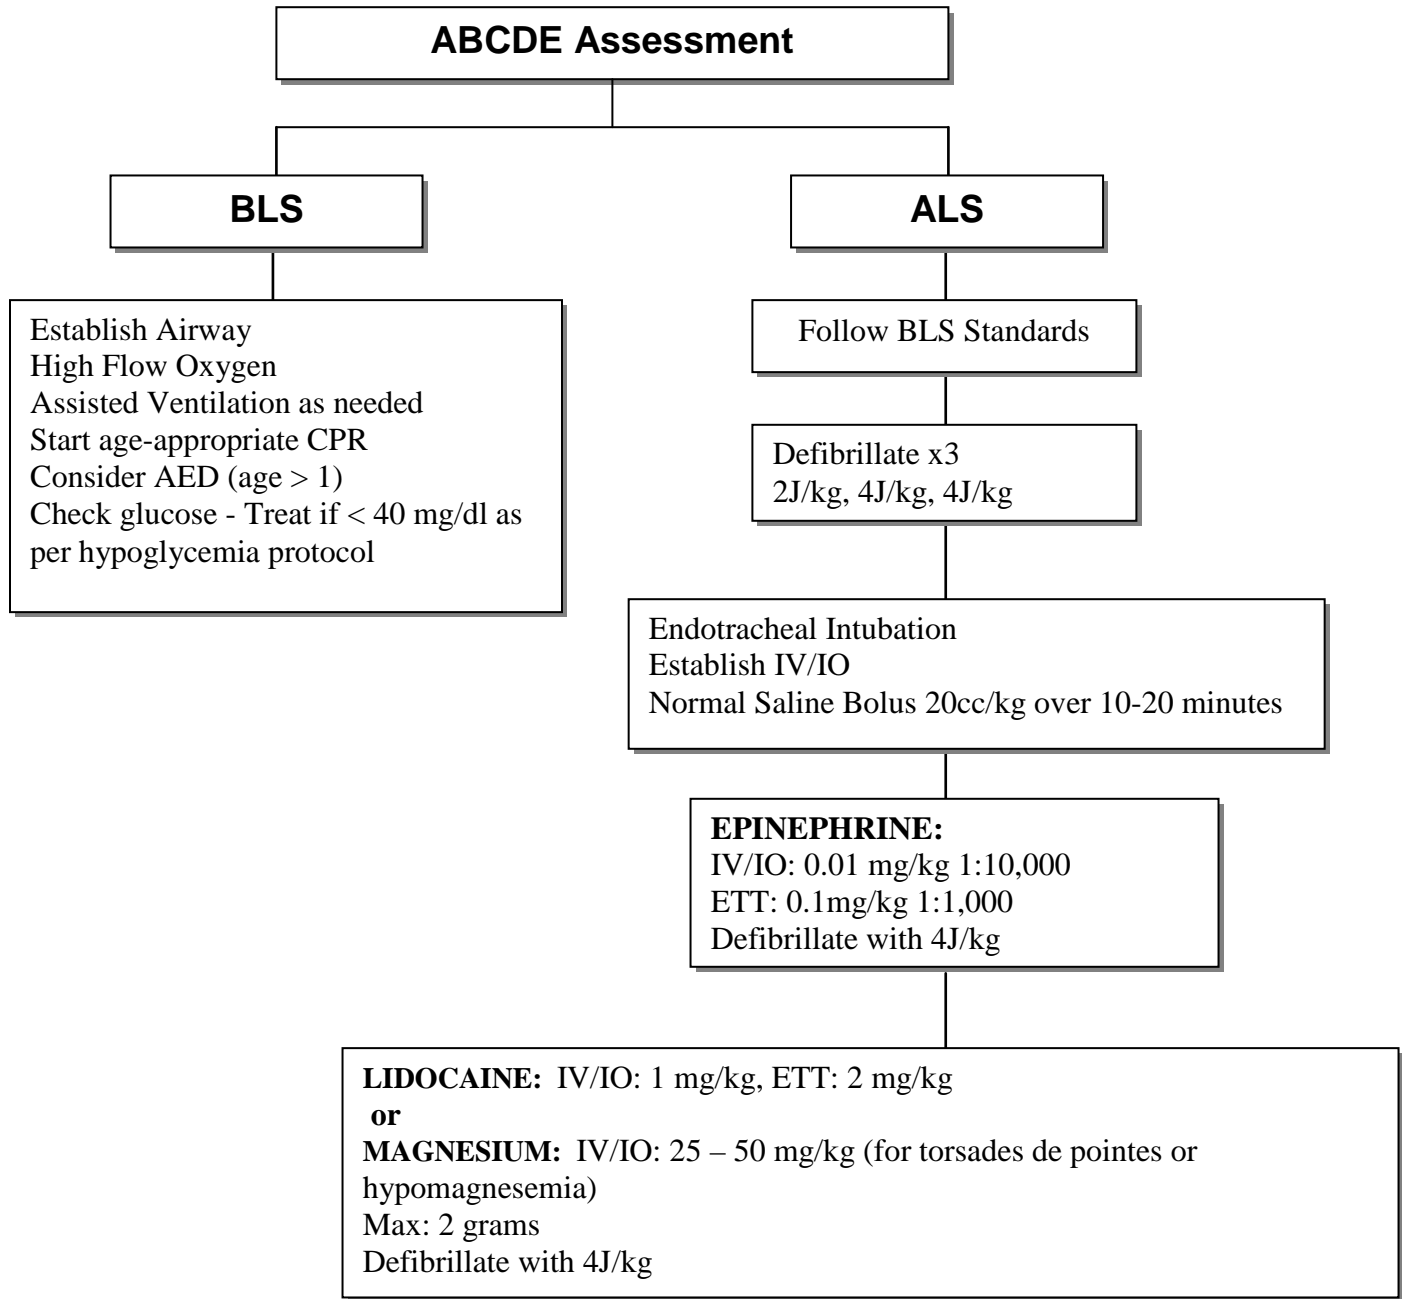 ABCDE Assessment
BLS
ALS
Establish Airway
High Flow Oxygen
Assisted Ventilation as needed
Start age-appropriate CPR
Consider AED (age > 1)
Check glucose - Treat if < 40 mg/dl as
per hypoglycemia protocol
Follow BLS Standards
Defibrillate x3
2J/kg, 4J/kg, 4J/kg
Endotracheal Intubation
Establish IV/IO
Normal Saline Bolus 20cc/kg over 10-20 minutes
EPINEPHRINE:
IV/IO: 0.01 mg/kg 1:10,000
ETT: 0.1mg/kg 1:1,000
Defibrillate with 4J/kg
LIDOCAINE: IV/IO: 1 mg/kg, ETT: 2 mg/kg
or
MAGNESIUM: IV/IO: 25 – 50 mg/kg (for torsades de pointes or
hypomagnesemia)
Max: 2 grams
Defibrillate with 4J/kg